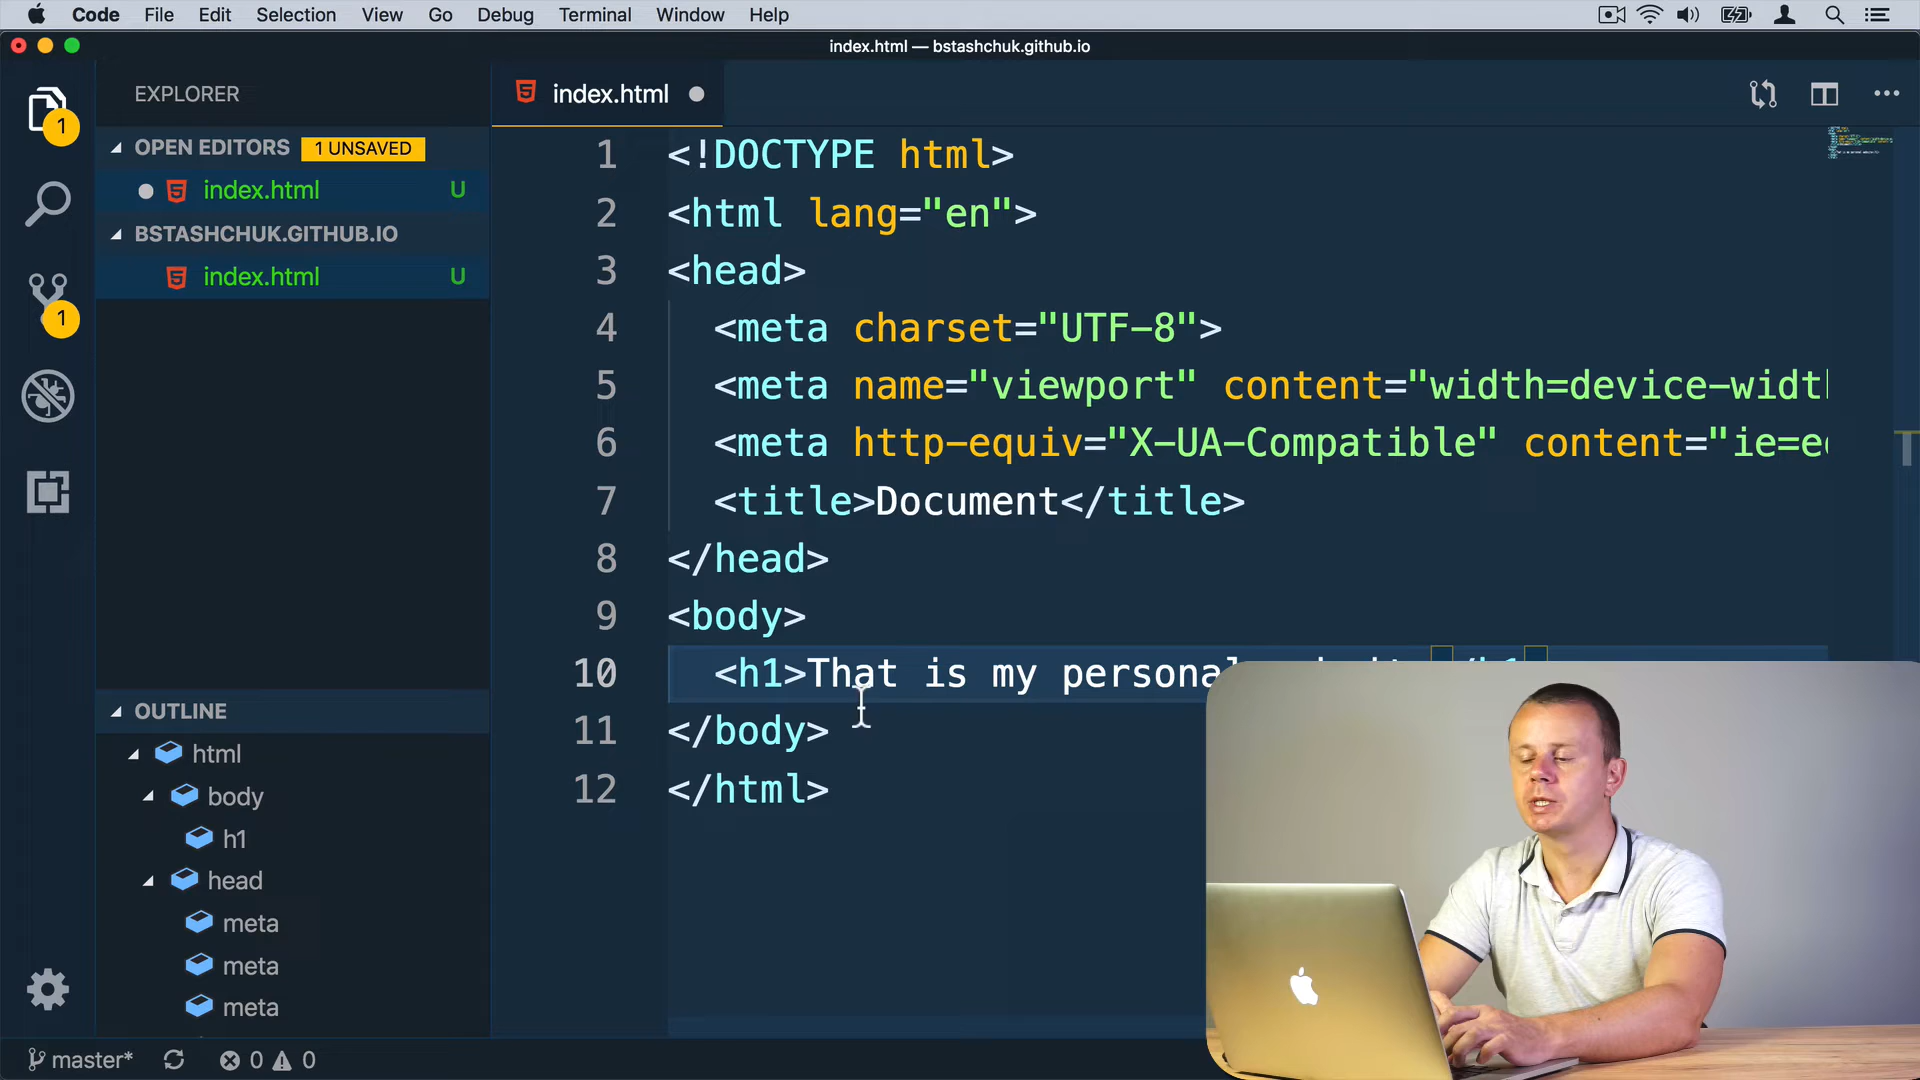 Code File Edit Selection View Go Debug Terminal Window Help
index.html — bstashchuk.github.io
EXPLORER
index.html
1
OPEN EDITORS 1 UNSAVED
index.html U
BSTASHCHUK.GITHUB.IO
index.html U
1
1 <!DOCTYPE html>
2 <html lang="en">
3 <head>
4 <meta charset="UTF-8">
5 <meta name="viewport" content="width=device-widt
6 <meta http-equiv="X-UA-Compatible" content="ie=e
7 <title>Document</title>
8 </head>
9 <body>
10 <h1>That is my personal
11 </body>
12 </html>
OUTLINE
html
body
h1
head
meta
meta
meta
master* 0 0